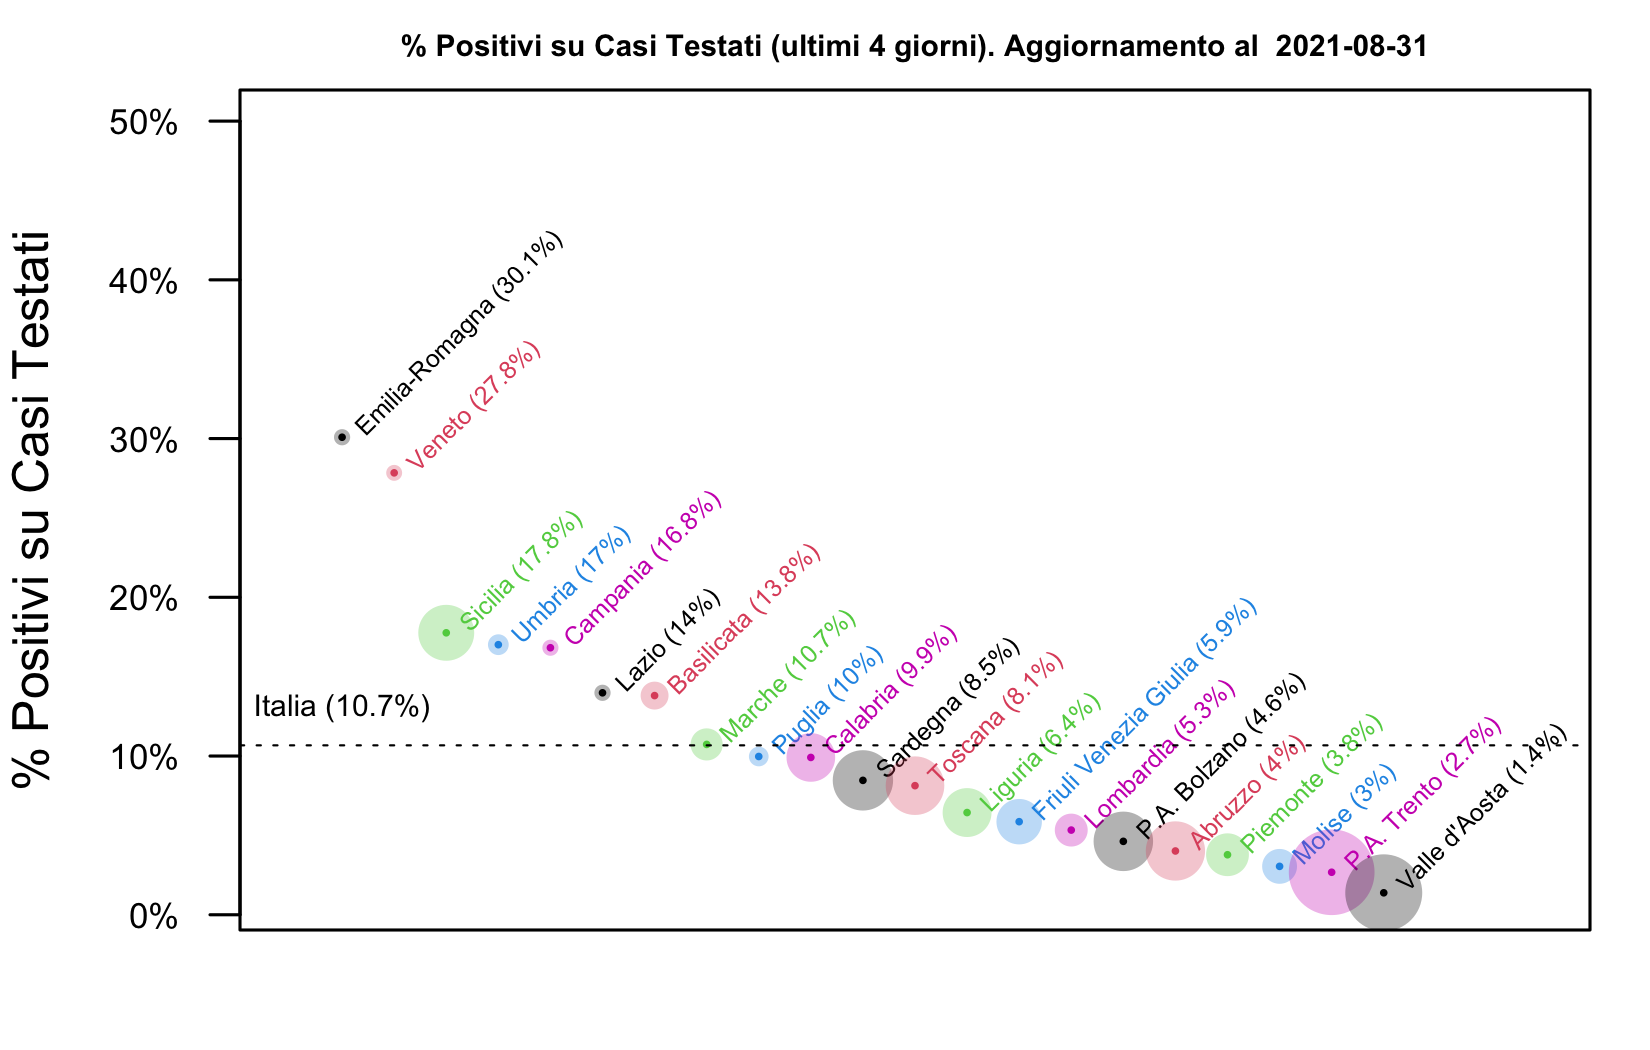 % Positivi su Casi Testati (ultimi 4 giorni). Aggiornamento al  2021-08-31
% Positivi su Casi Testati
50%
40%
30%
20%
10%
0%
Italia (10.7%)
Emilia-Romagna (30.1%)
Veneto (27.8%)
Sicilia (17.8%)
Umbria (17%)
Campania (16.8%)
Lazio (14%)
Basilicata (13.8%)
Marche (10.7%)
Puglia (10%)
Calabria (9.9%)
Sardegna (8.5%)
Toscana (8.1%)
Liguria (6.4%)
Friuli Venezia Giulia (5.9%)
Lombardia (5.3%)
P.A. Bolzano (4.6%)
Abruzzo (4%)
Piemonte (3.8%)
Molise (3%)
P.A. Trento (2.7%)
Valle d'Aosta (1.4%)